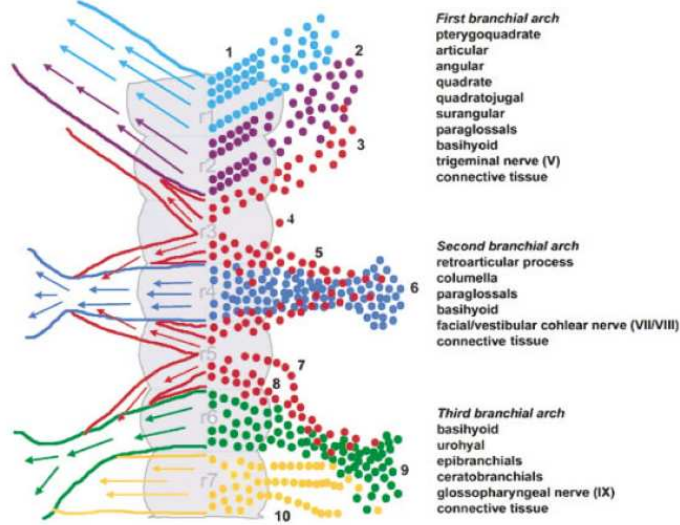 1
2
3
4
5
6
7
8
9
10
r1
r2
r3
r4
r5
r6
r7
First branchial arch
pterygoquadrate
articular
angular
quadrate
quadratojugal
surangular
paraglossals
basihyoid
trigeminal nerve (V)
connective tissue
Second branchial arch
retroarticular process
columella
paraglossals
basihyoid
facial/vestibular cohlear nerve (VII/VIII)
connective tissue
Third branchial arch
basihyoid
urohyal
epibranchials
ceratobranchials
glossopharyngeal nerve (IX)
connective tissue